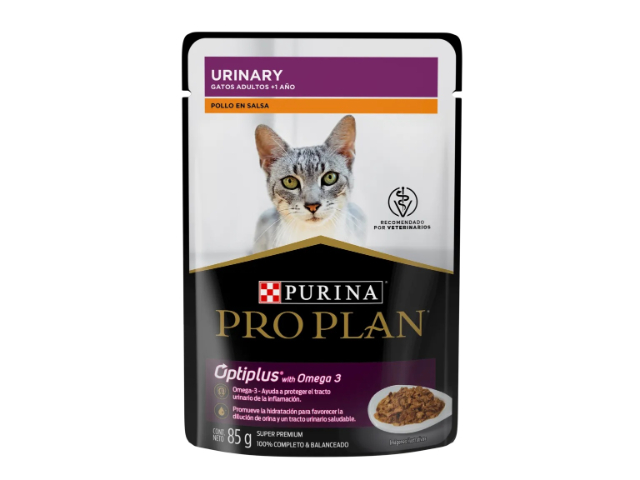 URINARY
GATOS ADULTOS +1 AÑO
POLLO EN SALSA
RECOMENDADO
POR VETERINARIOS
PURINA
PRO PLAN
Optiplus® with Omega 3
Omega-3 - Ayuda a proteger el tracto
urinario de la inflamación.
Promueve la hidratación para favorecer la
dilución de orina y un tracto urinario saludable.
CONT.
NETO 85 g
SUPER PREMIUM
100% COMPLETO & BALANCEADO